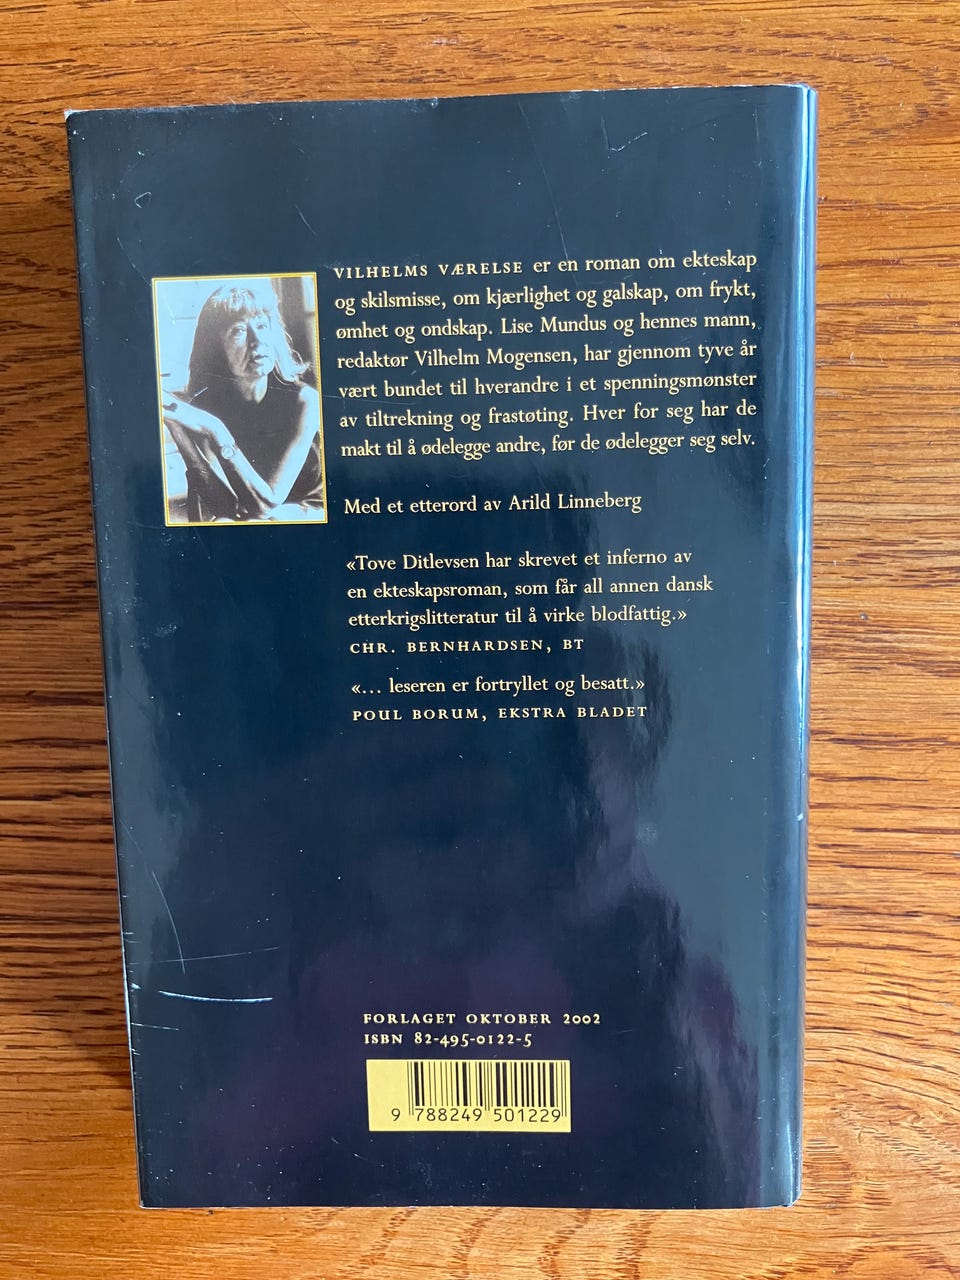 VILHELMS VÆRELSE er en roman om ekteskap
og skilsmisse, om kjærlighet og galskap, om frykt,
ømhet og ondskap. Lise Mundus og hennes mann,
redaktør Vilhelm Mogensen, har gjennom tyve år
vært bundet til hverandre i et spenningsmønster
av tiltrekning og frastøting. Hver for seg har de
makt til å ødelegge andre, før de ødelegger seg selv.
Med et etterord av Arild Linneberg
«Tove Ditlevsen har skrevet et inferno av
en ekteskapsroman, som får all annen dansk
etterkrigslitteratur til å virke blodfattig.»
CHR. BERNHARDSEN, BT
«... leseren er fortryllet og besatt.»
POUL BORUM, EKSTRA BLADET
FORLAGET OKTOBER 2002
ISBN 82-495-0122-5
9 788249 501229